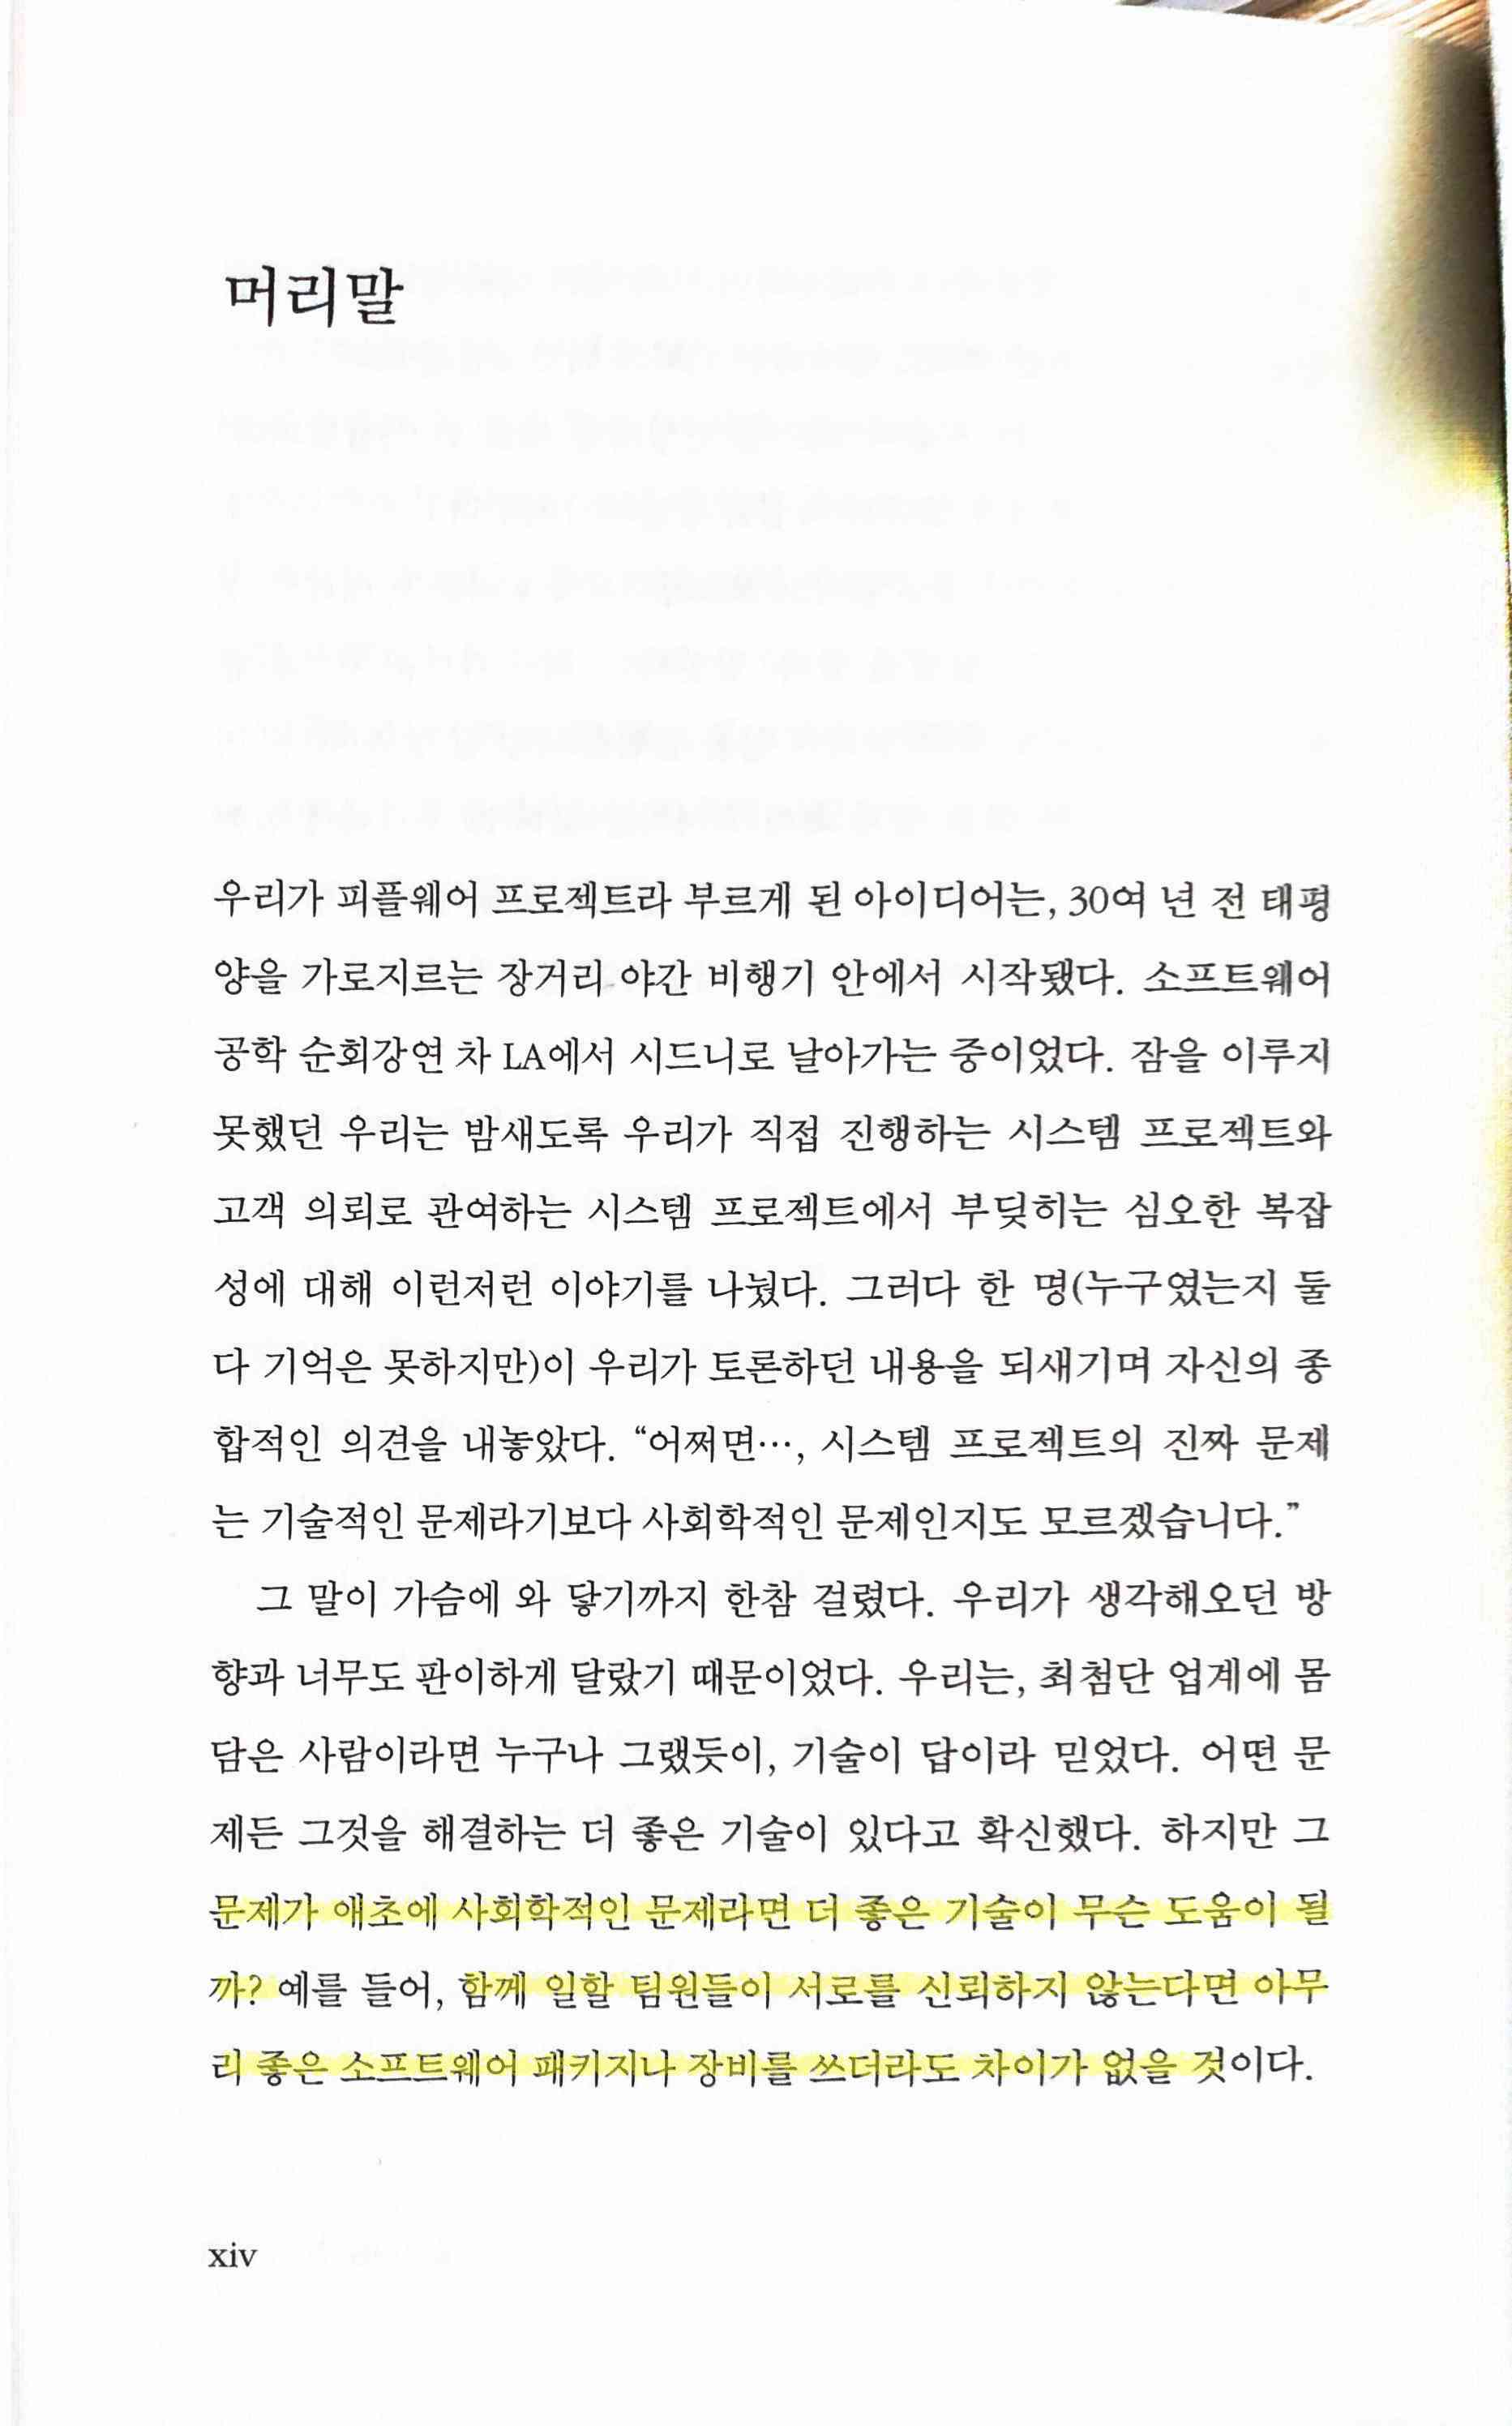 머리말
우리가 피플웨어 프로젝트라 부르게 된 아이디어는, 30여 년 전 태평
양을 가로지르는 장거리 야간 비행기 안에서 시작됐다. 소프트웨어
공학 순회강연 차 LA에서 시드니로 날아가는 중이었다. 잠을 이루지
못했던 우리는 밤새도록 우리가 직접 진행하는 시스템 프로젝트와
고객 의뢰로 관여하는 시스템 프로젝트에서 부딪히는 심오한 복잡
성에 대해 이런저런 이야기를 나눴다. 그러다 한 명(누구였는지 둘
다 기억은 못하지만)이 우리가 토론하던 내용을 되새기며 자신의 종
합적인 의견을 내놓았다. “어쩌면…, 시스템 프로젝트의 진짜 문제
는 기술적인 문제라기보다 사회학적인 문제인지도 모르겠습니다.”
그 말이 가슴에 와 닿기까지 한참 걸렸다. 우리가 생각해오던 방
향과 너무도 판이하게 달랐기 때문이었다. 우리는, 최첨단 업계에 몸
담은 사람이라면 누구나 그랬듯이, 기술이 답이라 믿었다. 어떤 문
제든 그것을 해결하는 더 좋은 기술이 있다고 확신했다. 하지만 그
문제가 애초에 사회학적인 문제라면 더 좋은 기술이 무슨 도움이 될
까? 예를 들어, 함께 일할 팀원들이 서로를 신뢰하지 않는다면 아무
리 좋은 소프트웨어 패키지나 장비를 쓰더라도 차이가 없을 것이다.
xiv